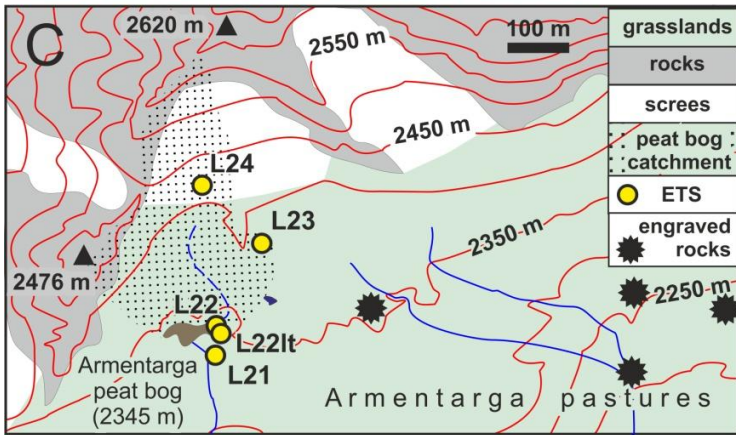 C
2620 m
2550 m
100 m
2450 m
grasslands
rocks
screes
peat bog
catchment
ETS
engraved
rocks
L24
L23
2476 m
2350 m
2250 m
L22
L22lt
L21
Armentarga
peat bog
(2345 m)
Armentarga pastures